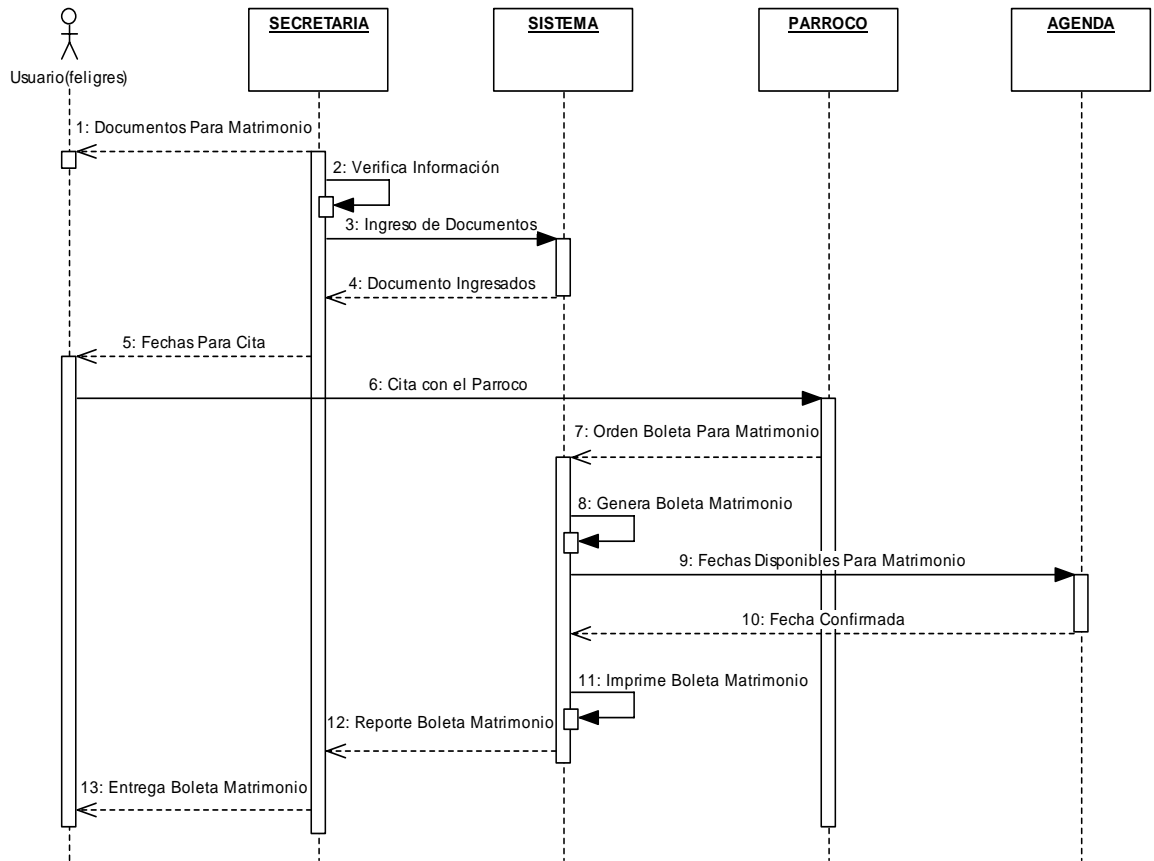 SECRETARIA
SISTEMA
PARROCO
AGENDA
Usuario(feligres)
1: Documentos Para Matrimonio
2: Verifica Información
3: Ingreso de Documentos
4: Documento Ingresados
5: Fechas Para Cita
6: Cita con el Parroco
7: Orden Boleta Para Matrimonio
8: Genera Boleta Matrimonio
9: Fechas Disponibles Para Matrimonio
10: Fecha Confirmada
11: Imprime Boleta Matrimonio
12: Reporte Boleta Matrimonio
13: Entrega Boleta Matrimonio